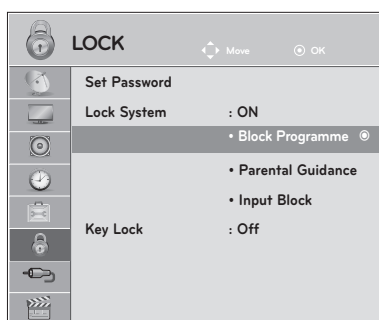 LOCK Move OK
Set Password
Lock System : ON
• Block Programme
• Parental Guidance
• Input Block
Key Lock : Off